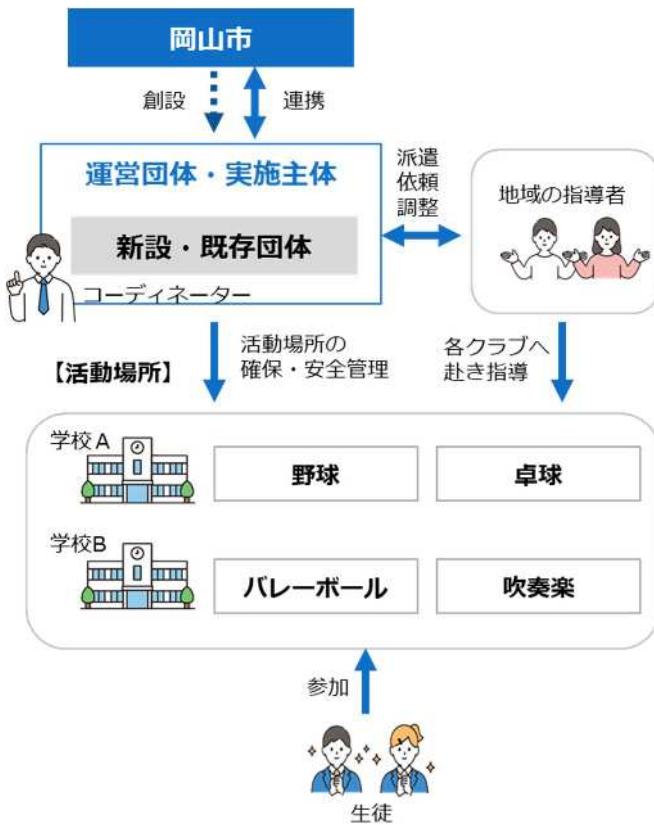 岡山市
創設
連携
運営団体・実施主体
新設・既存団体
コーディネーター
派遣
依頼
調整
地域の指導者
活動場所の
確保・安全管理
各クラブへ
赴き指導
【活動場所】
学校A
野球
卓球
学校B
バレーボール
吹奏楽
参加
生徒